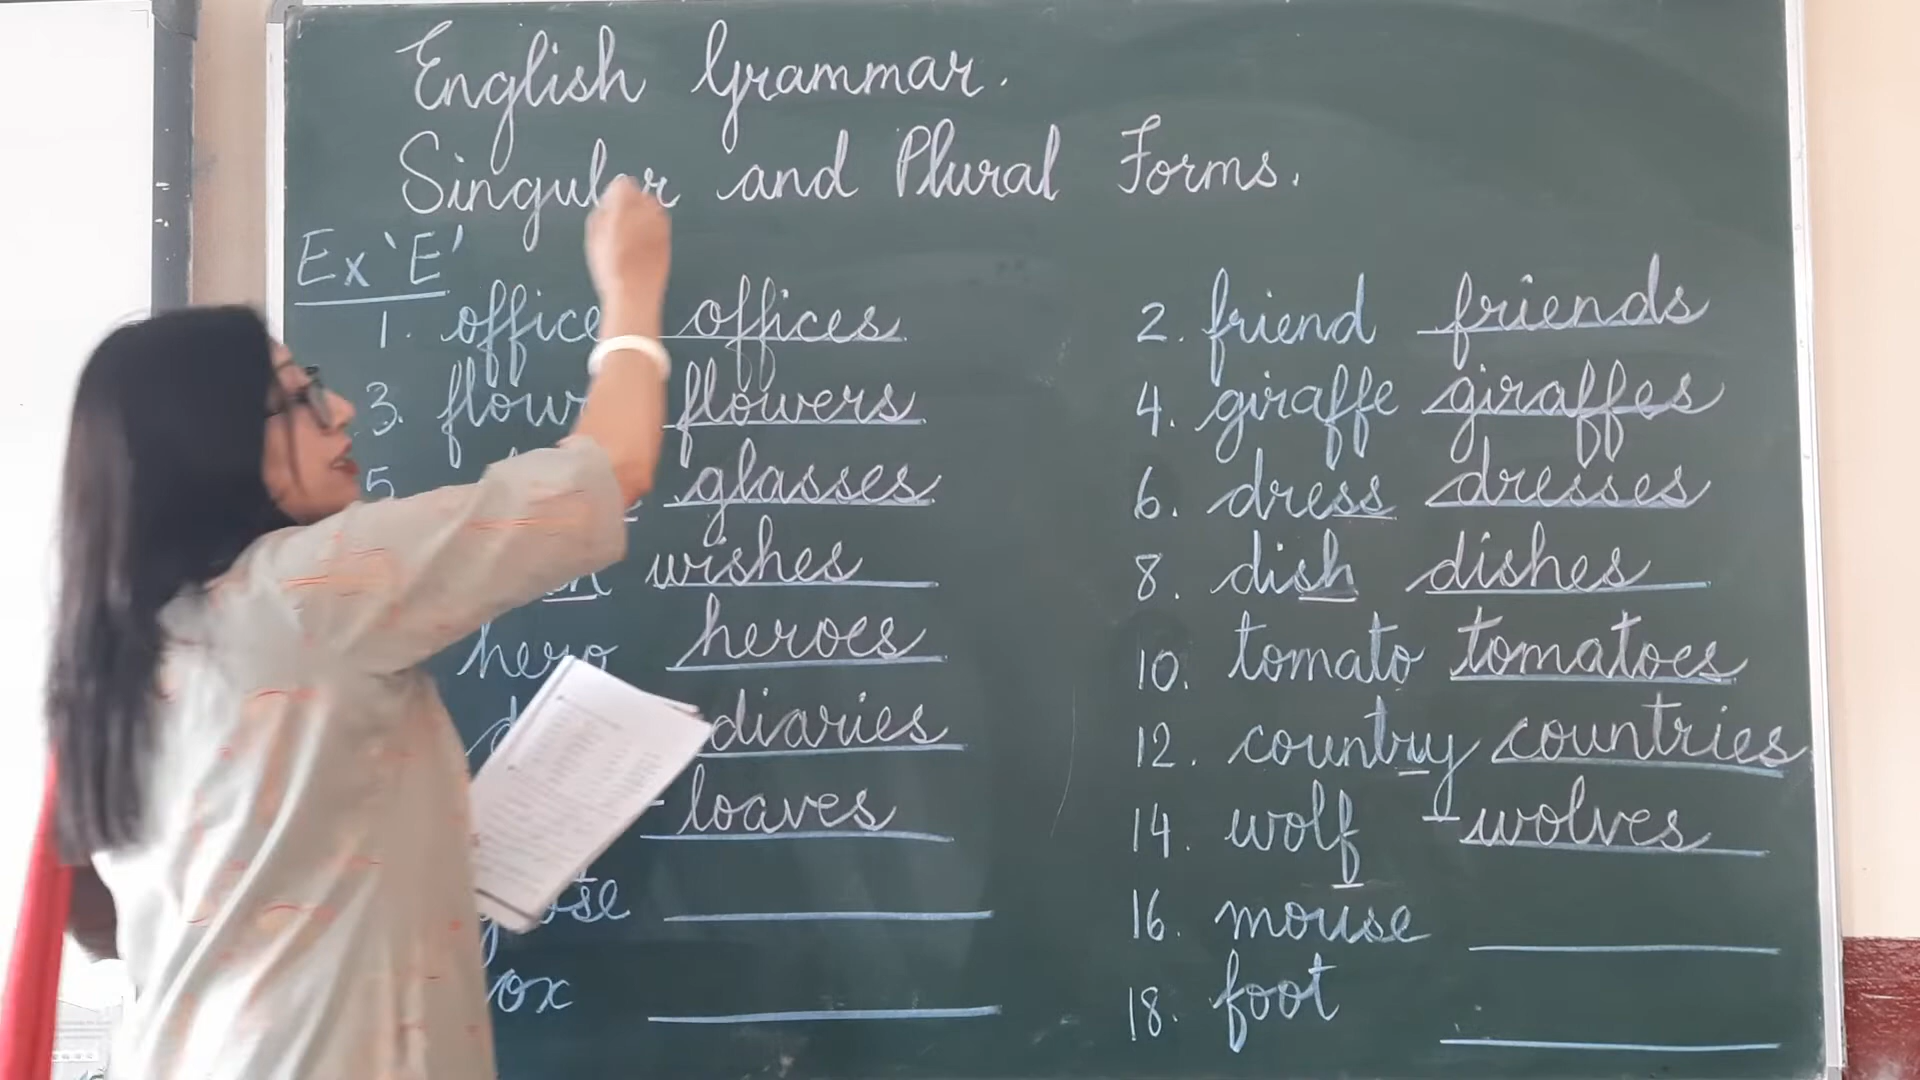 English Grammar.
Singular and Plural Forms.
Ex 'E'
1. office offices 2. friend friends
3. flow flowers 4. giraffe giraffes
5. glasses 6. dress dresses
wishes 8. dish dishes
hero heroes 10. tomato tomatoes
diaries 12. country countries
loaves 14. wolf wolves
16. mouse
ox 18. foot